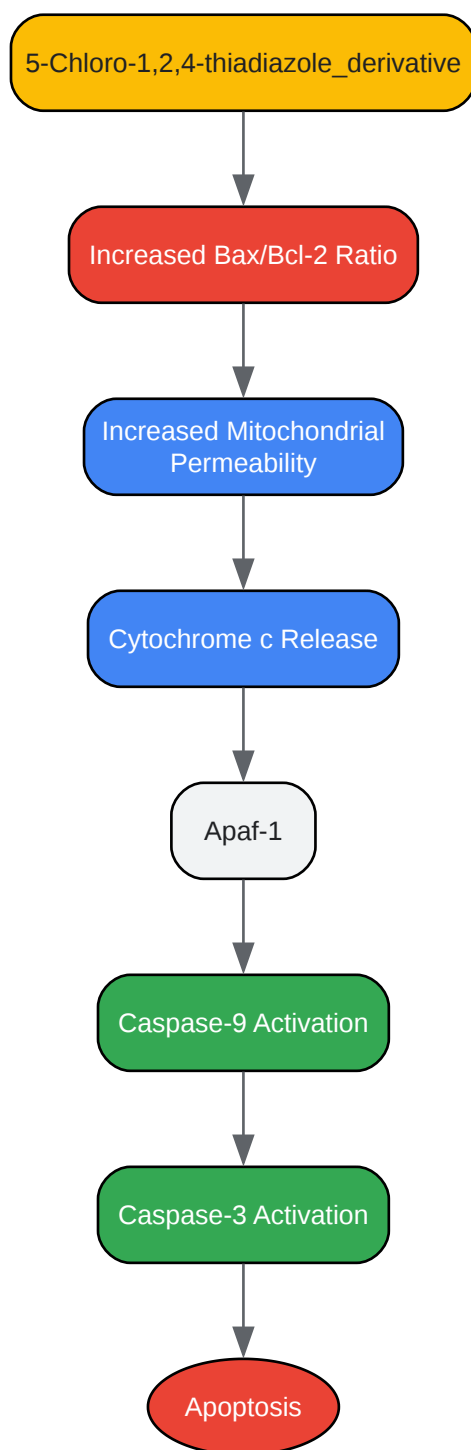 5-Chloro-1,2,4-thiadiazole_derivative
Increased Bax/Bcl-2 Ratio
Increased Mitochondrial
Permeability
Cytochrome c Release
Apaf-1
Caspase-9 Activation
Caspase-3 Activation
Apoptosis